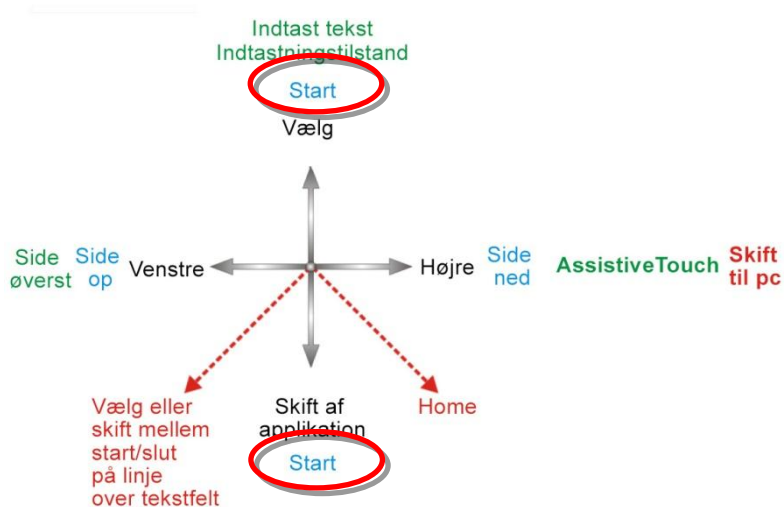 Indtast tekst
Indtastningstilstand
Start
Vælg
Side
øverst
Side
op
Venstre
Højre
Side
ned
AssistiveTouch
Skift
til pc
Vælg eller
skift mellem
start/slut
på linje
over tekstfelt
Skift af
applikation
Start
Home